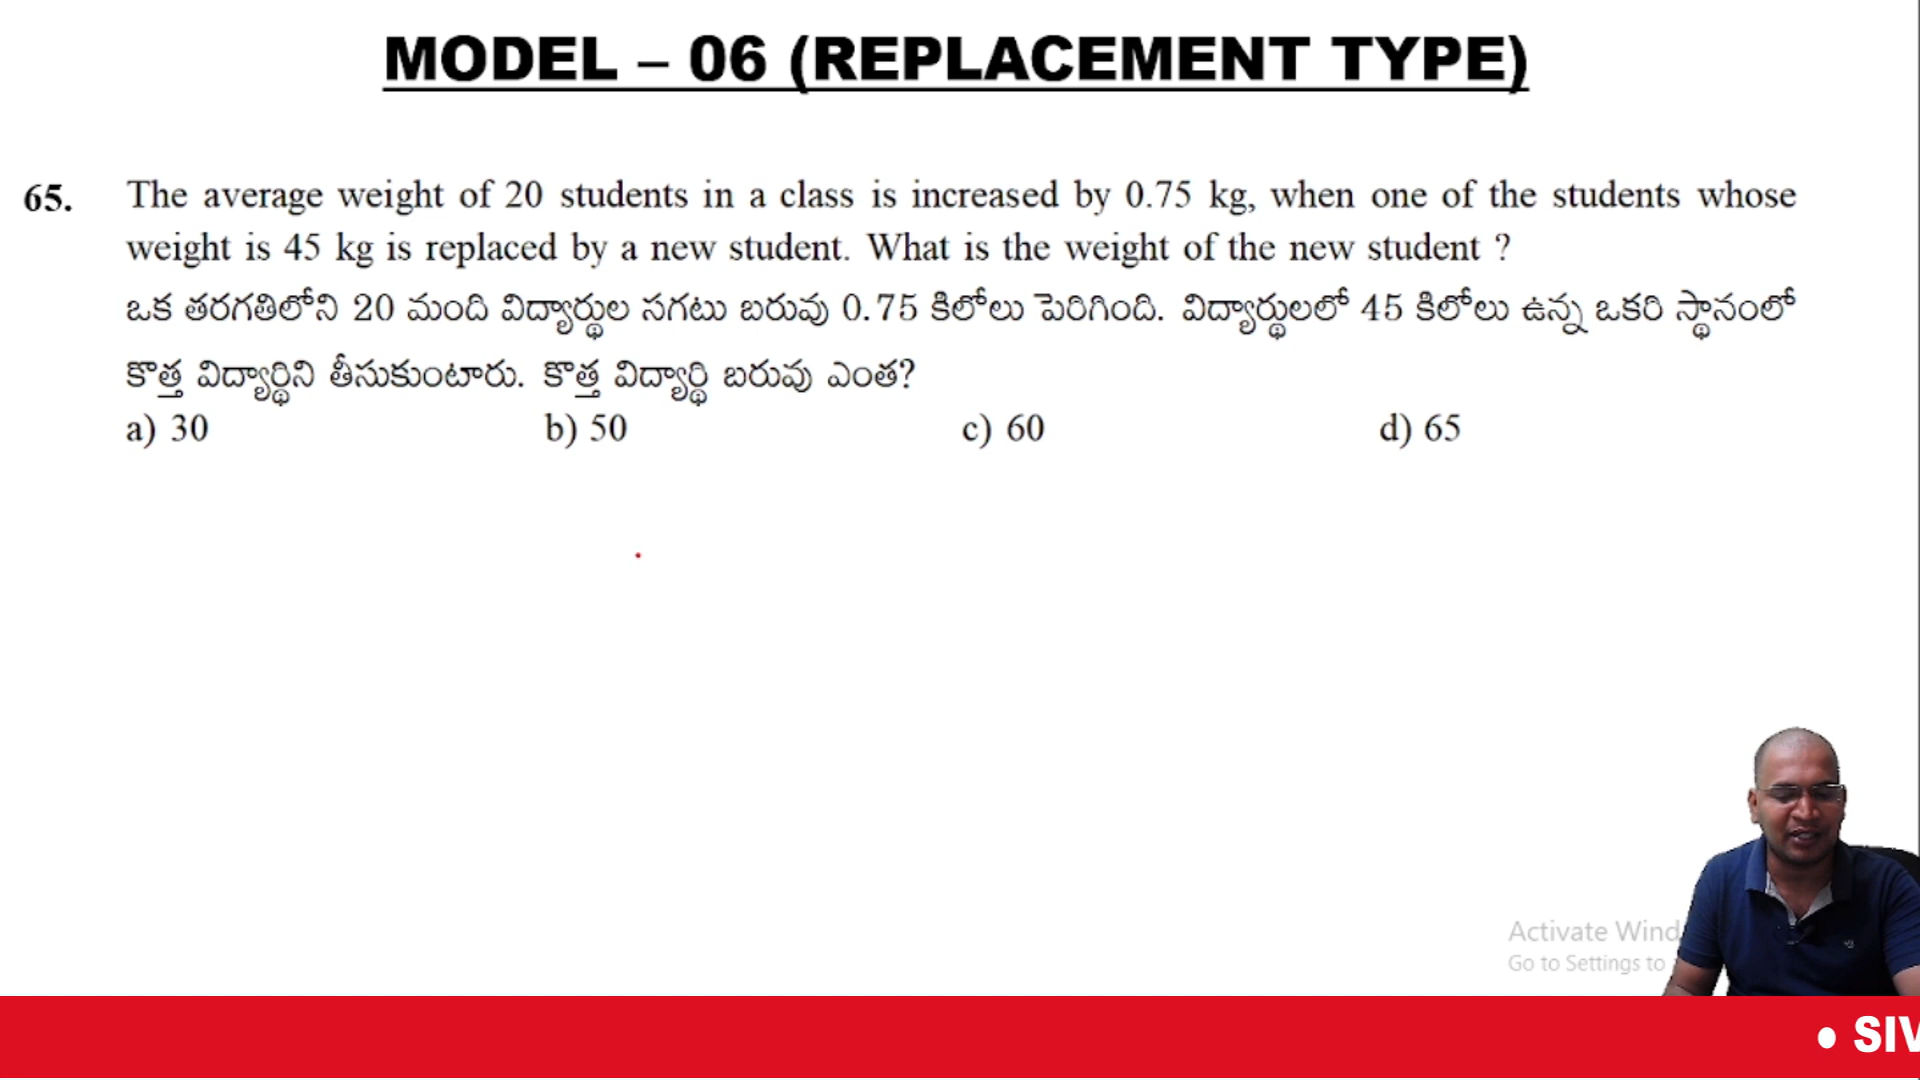 MODEL – 06 (REPLACEMENT TYPE)
65. The average weight of 20 students in a class is increased by 0.75 kg, when one of the students whose
weight is 45 kg is replaced by a new student. What is the weight of the new student ?
ఒక తరగతిలోని 20 మంది విద్యార్థుల సగటు బరువు 0.75 కిలోలు పెరిగింది. విద్యార్థులలో 45 కిలోలు ఉన్న ఒకరి స్థానంలో
కొత్త విద్యార్థిని తీసుకుంటారు. కొత్త విద్యార్థి బరువు ఎంత?
a) 30 b) 50 c) 60 d) 65
Activate Wind
Go to Settings to
• SIV